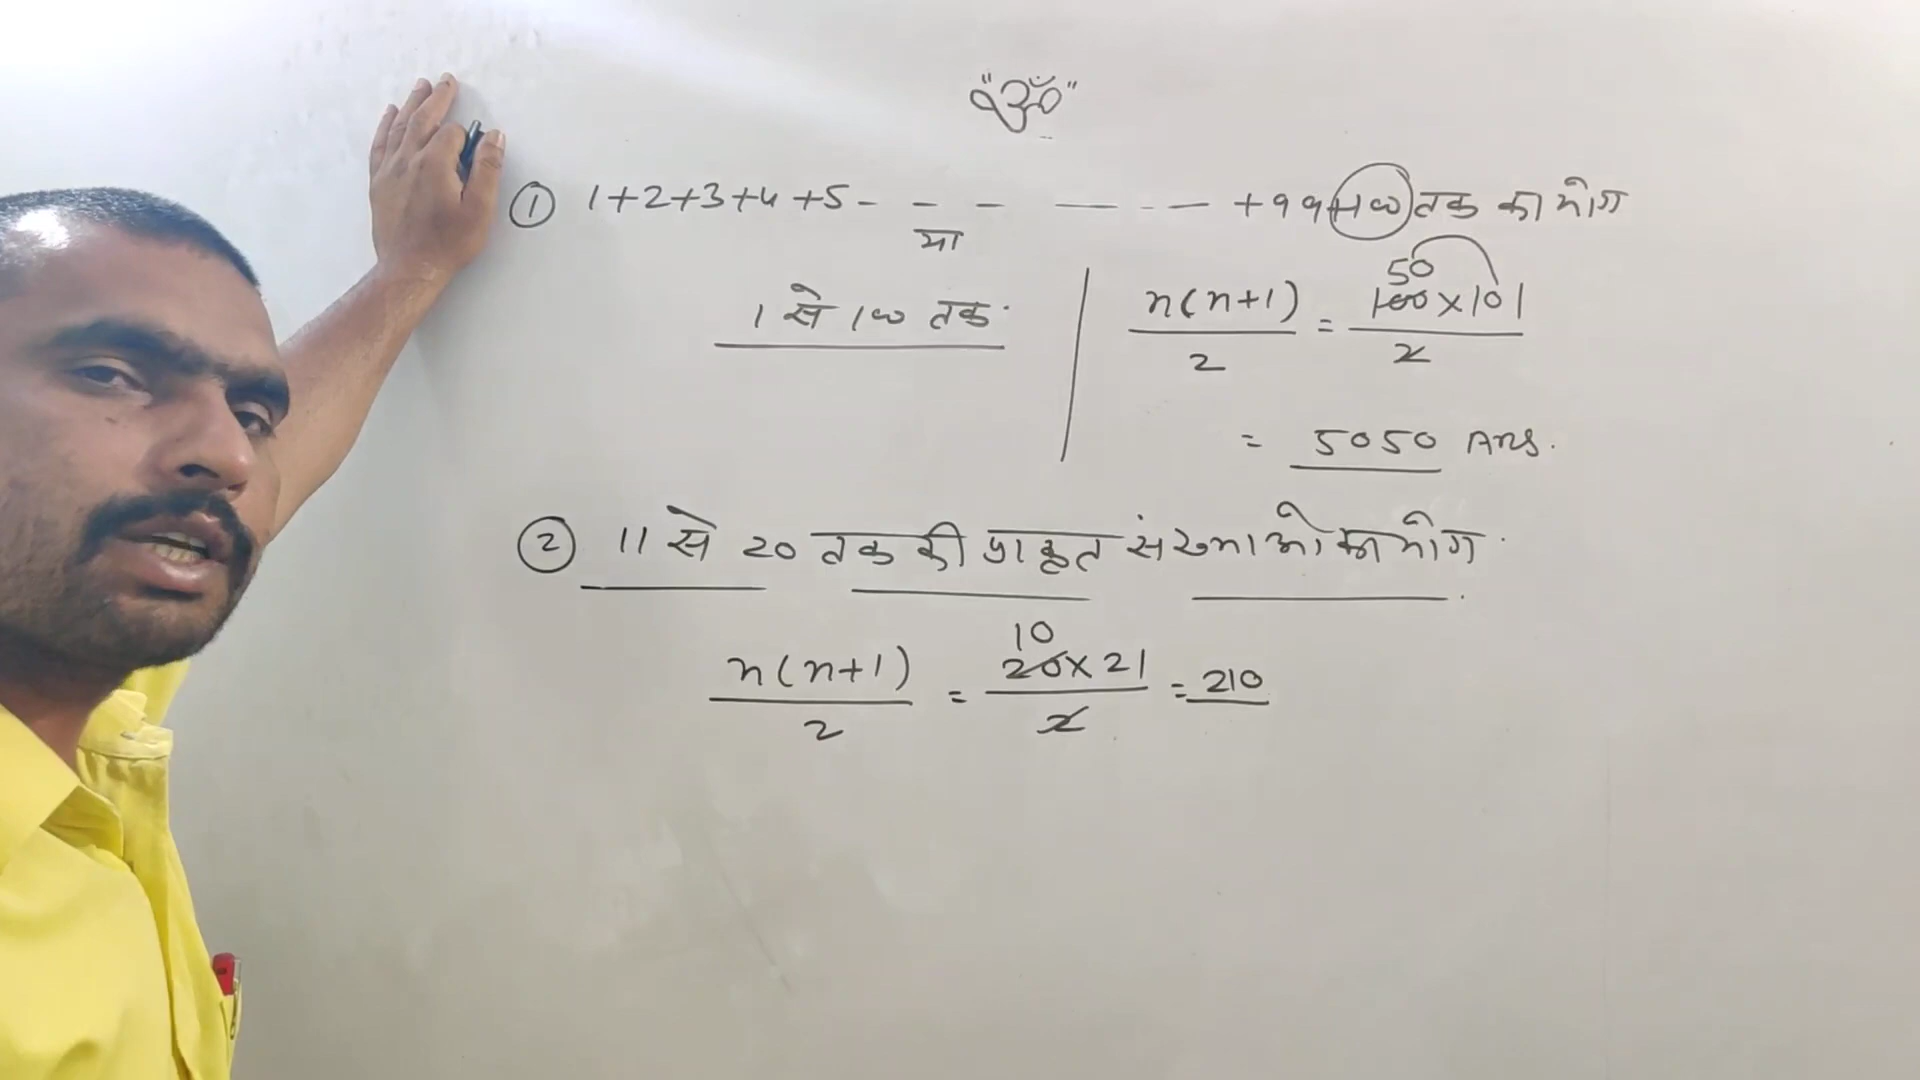 "ॐ"
① 1+2+3+4+5- - - — - — +99+100 तक का योग
या
1 से 100 तक
n(n+1)/2 = 50 100×101/2
= 5050 Ans.
② 11 से 20 तक की प्राकृत संख्याओ का योग.
n(n+1)/2 = 10 20×21/2 = 210